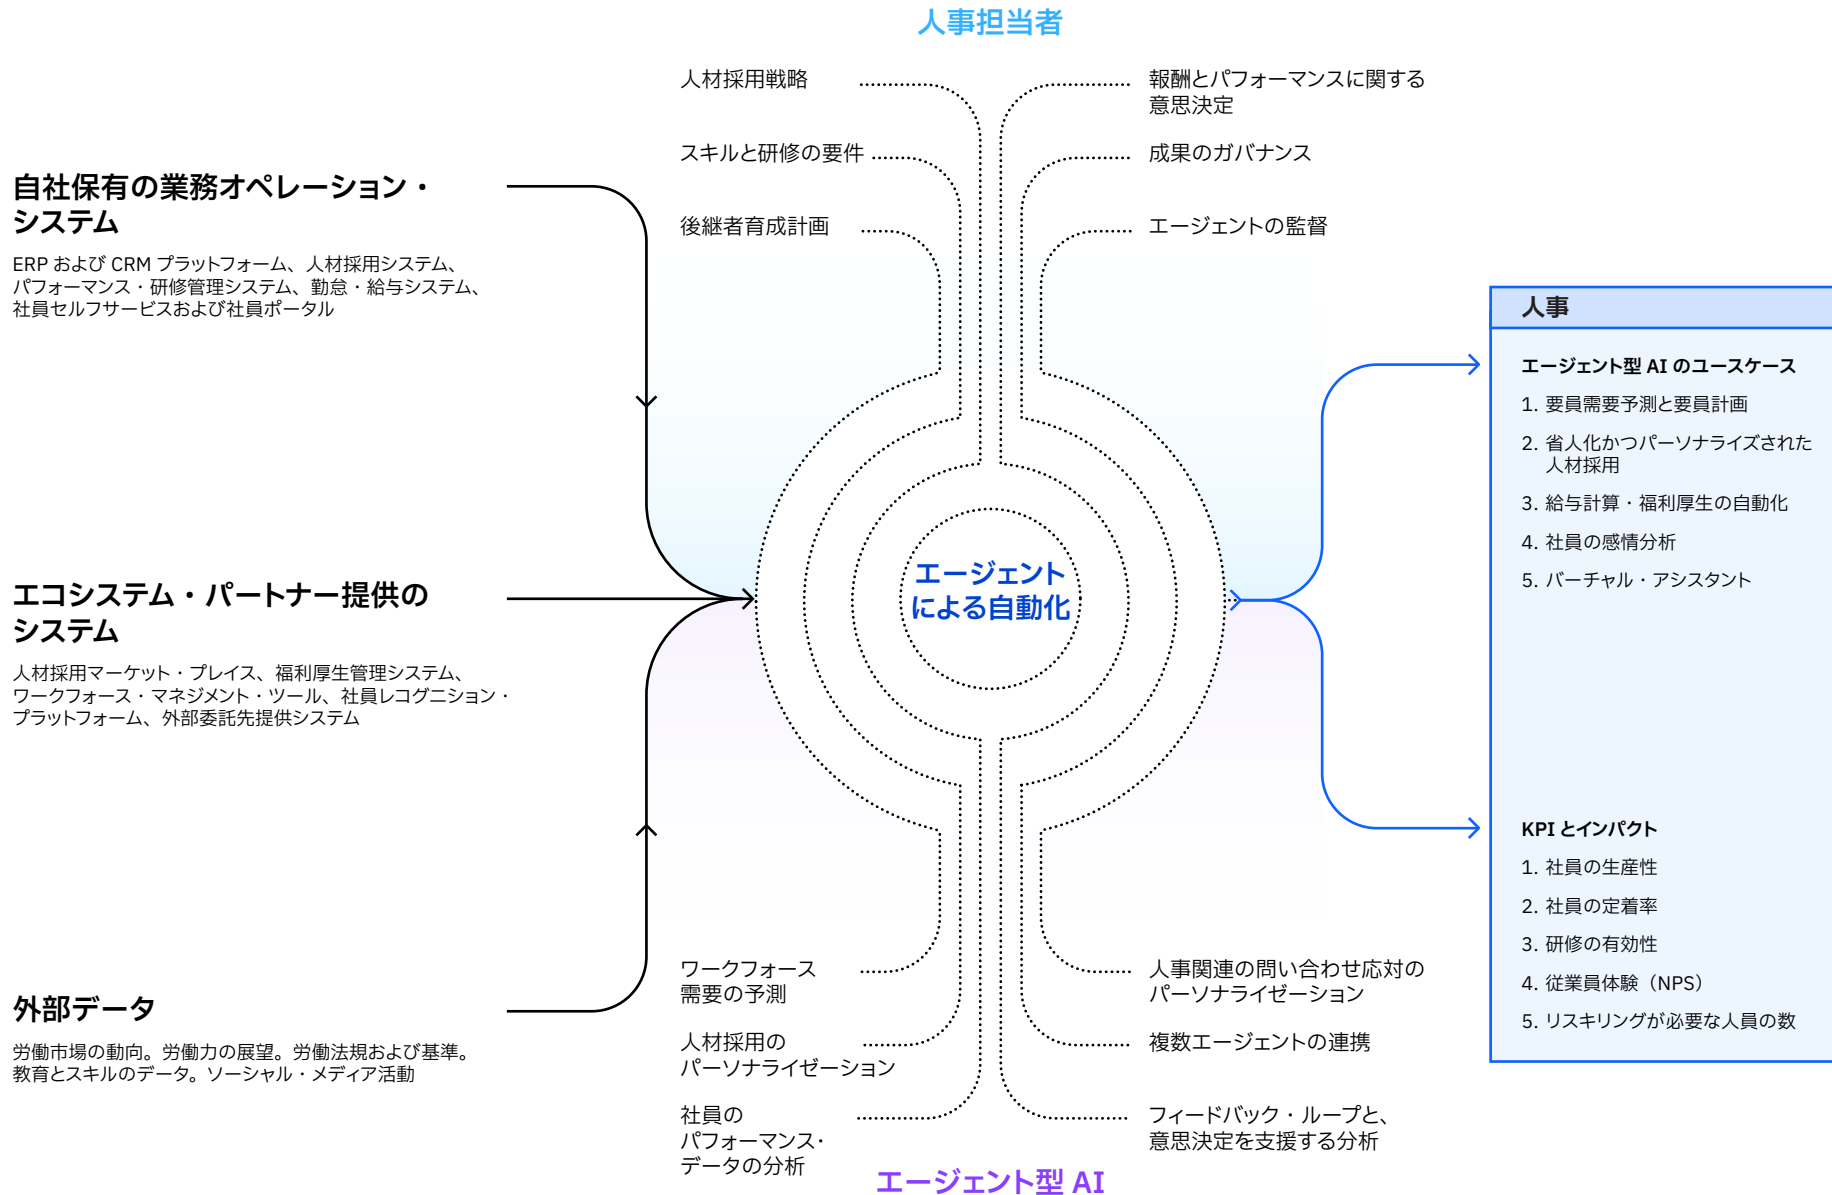 人事担当者
人材採用戦略
スキルと研修の要件
後継者育成計画
報酬とパフォーマンスに関する
意思決定
成果のガバナンス
エージェントの監督
自社保有の業務オペレーション・
システム
ERP および CRM プラットフォーム、人材採用システム、
パフォーマンス・研修管理システム、勤怠・給与システム、
社員セルフサービスおよび社員ポータル
エコシステム・パートナー提供の
システム
人材採用マーケット・プレイス、福利厚生管理システム、
ワークフォース・マネジメント・ツール、社員レコグニション・
プラットフォーム、外部委託先提供システム
外部データ
労働市場の動向。労働力の展望。労働法規および基準。
教育とスキルのデータ。ソーシャル・メディア活動
エージェント
による自動化
ワークフォース
需要の予測
人材採用の
パーソナライゼーション
社員の
パフォーマンス・
データの分析
人事関連の問い合わせ応対の
パーソナライゼーション
複数エージェントの連携
フィードバック・ループと、
意思決定を支援する分析
エージェント型 AI
人事
エージェント型 AI のユースケース
1. 要員需要予測と要員計画
2. 省人化かつパーソナライズされた
人材採用
3. 給与計算・福利厚生の自動化
4. 社員の感情分析
5. バーチャル・アシスタント
KPI とインパクト
1. 社員の生産性
2. 社員の定着率
3. 研修の有効性
4. 従業員体験（NPS）
5. リスキリングが必要な人員の数